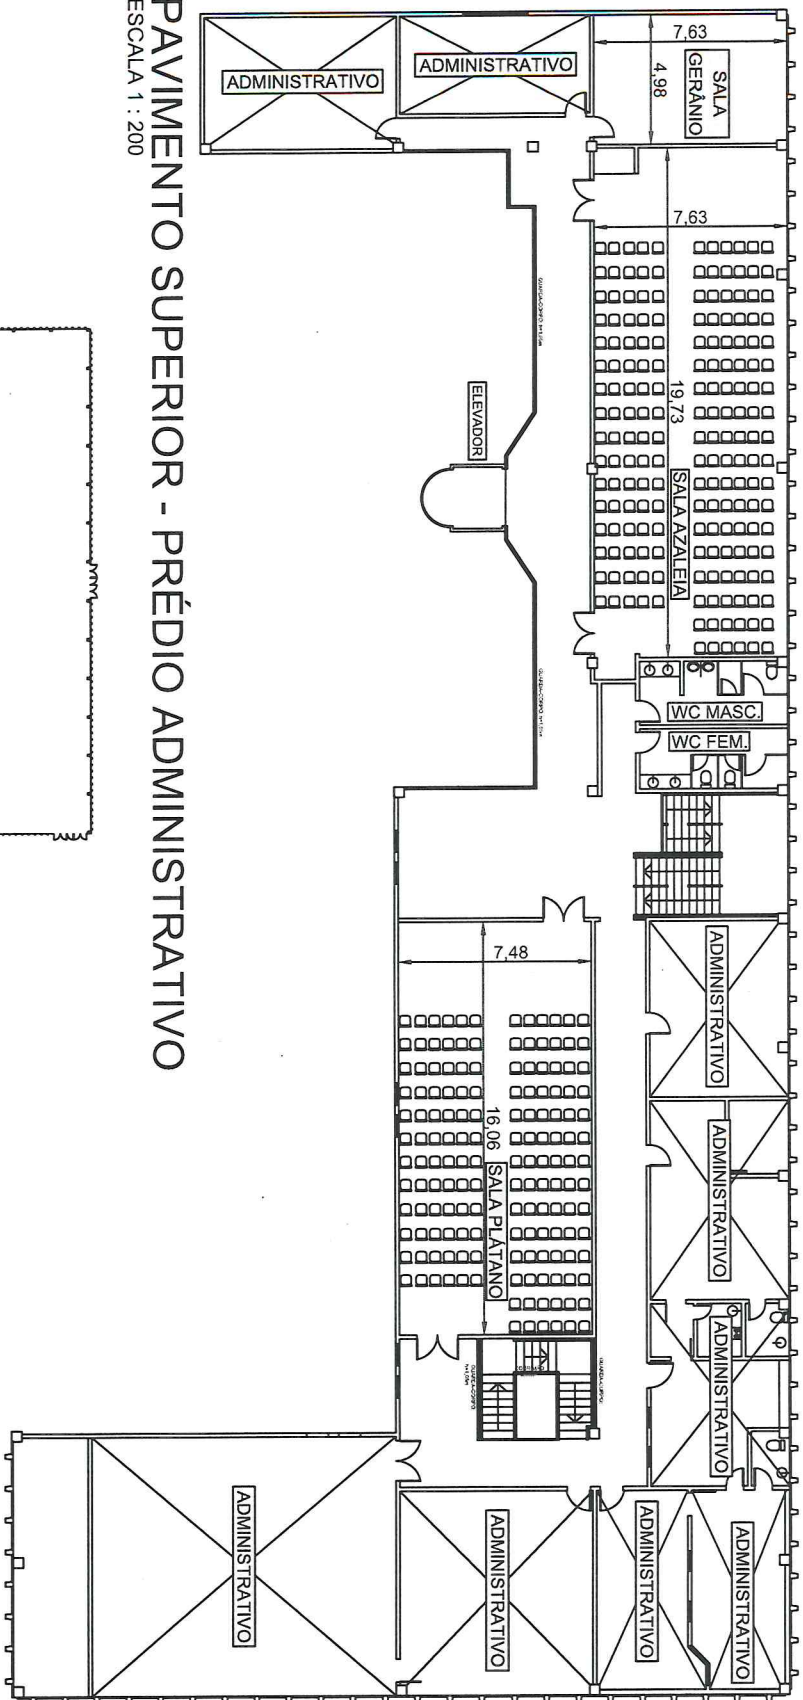 PAVIMENTO SUPERIOR - PRÉDIO ADMINISTRATIVO
ESCALA 1 : 200
ADMINISTRATIVO
ADMINISTRATIVO
7,63
4,98
SALA
GERÂNIO
7,63
19,73
SALA AZALEIA
ELEVADOR
WC MASC.
WC FEM.
7,48
16,06
SALA PLÁTANO
ADMINISTRATIVO
ADMINISTRATIVO
ADMINISTRATIVO
ADMINISTRATIVO
ADMINISTRATIVO
ADMINISTRATIVO
ADMINISTRATIVO